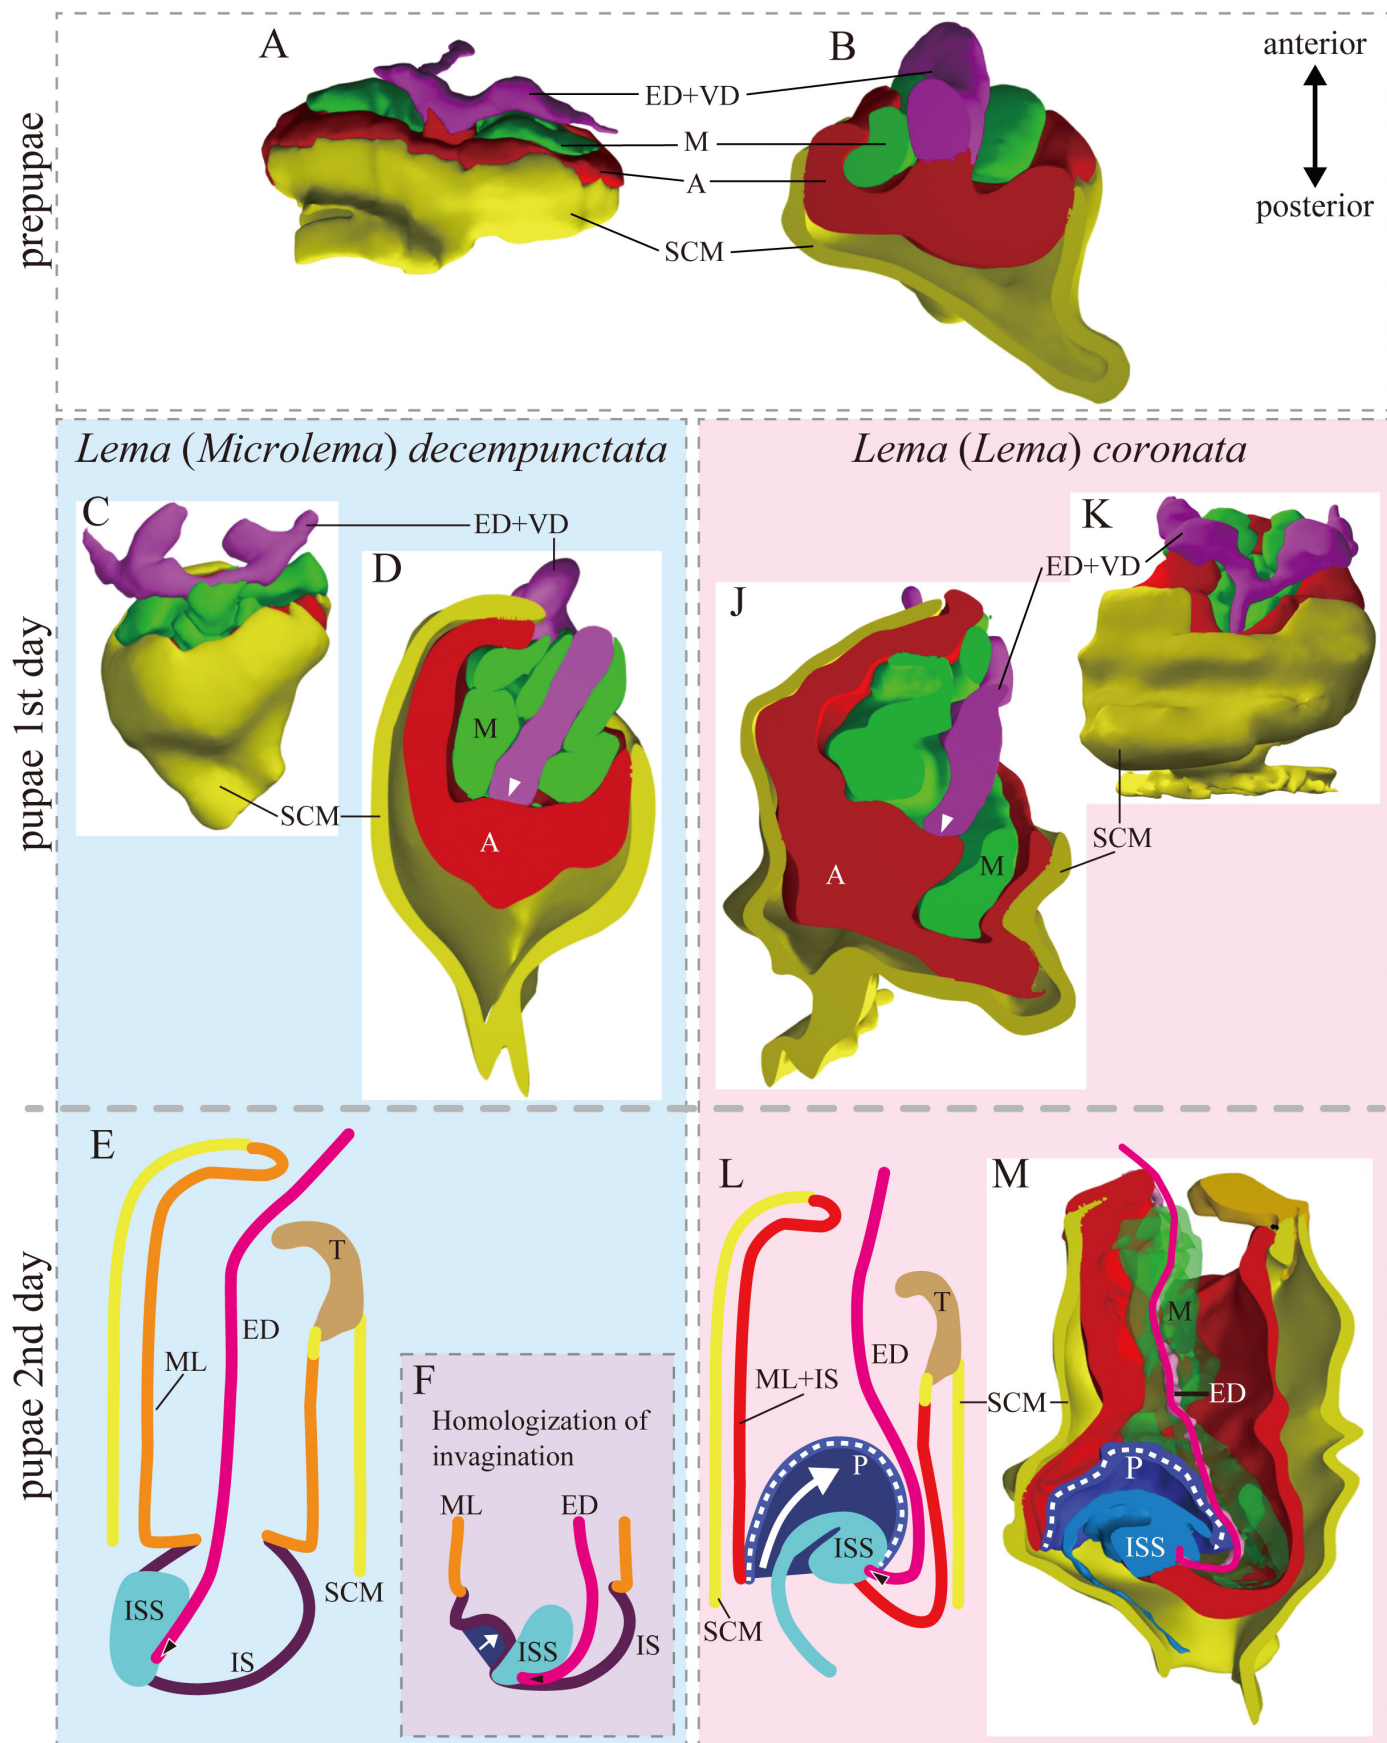 A
B
anterior
posterior
ED+VD
M
A
SCM
prepupae
Lema (Microlema) decempunctata
Lema (Lema) coronata
C
ED+VD
D
M
A
SCM
K
ED+VD
J
A
M
SCM
pupae 1st day
E
T
ED
ML
ISS
IS
SCM
F
Homologization of
invagination
ML
ED
ISS
IS
L
T
ED
ML+IS
P
ISS
SCM
SCM
M
M
ED
P
ISS
pupae 2nd day